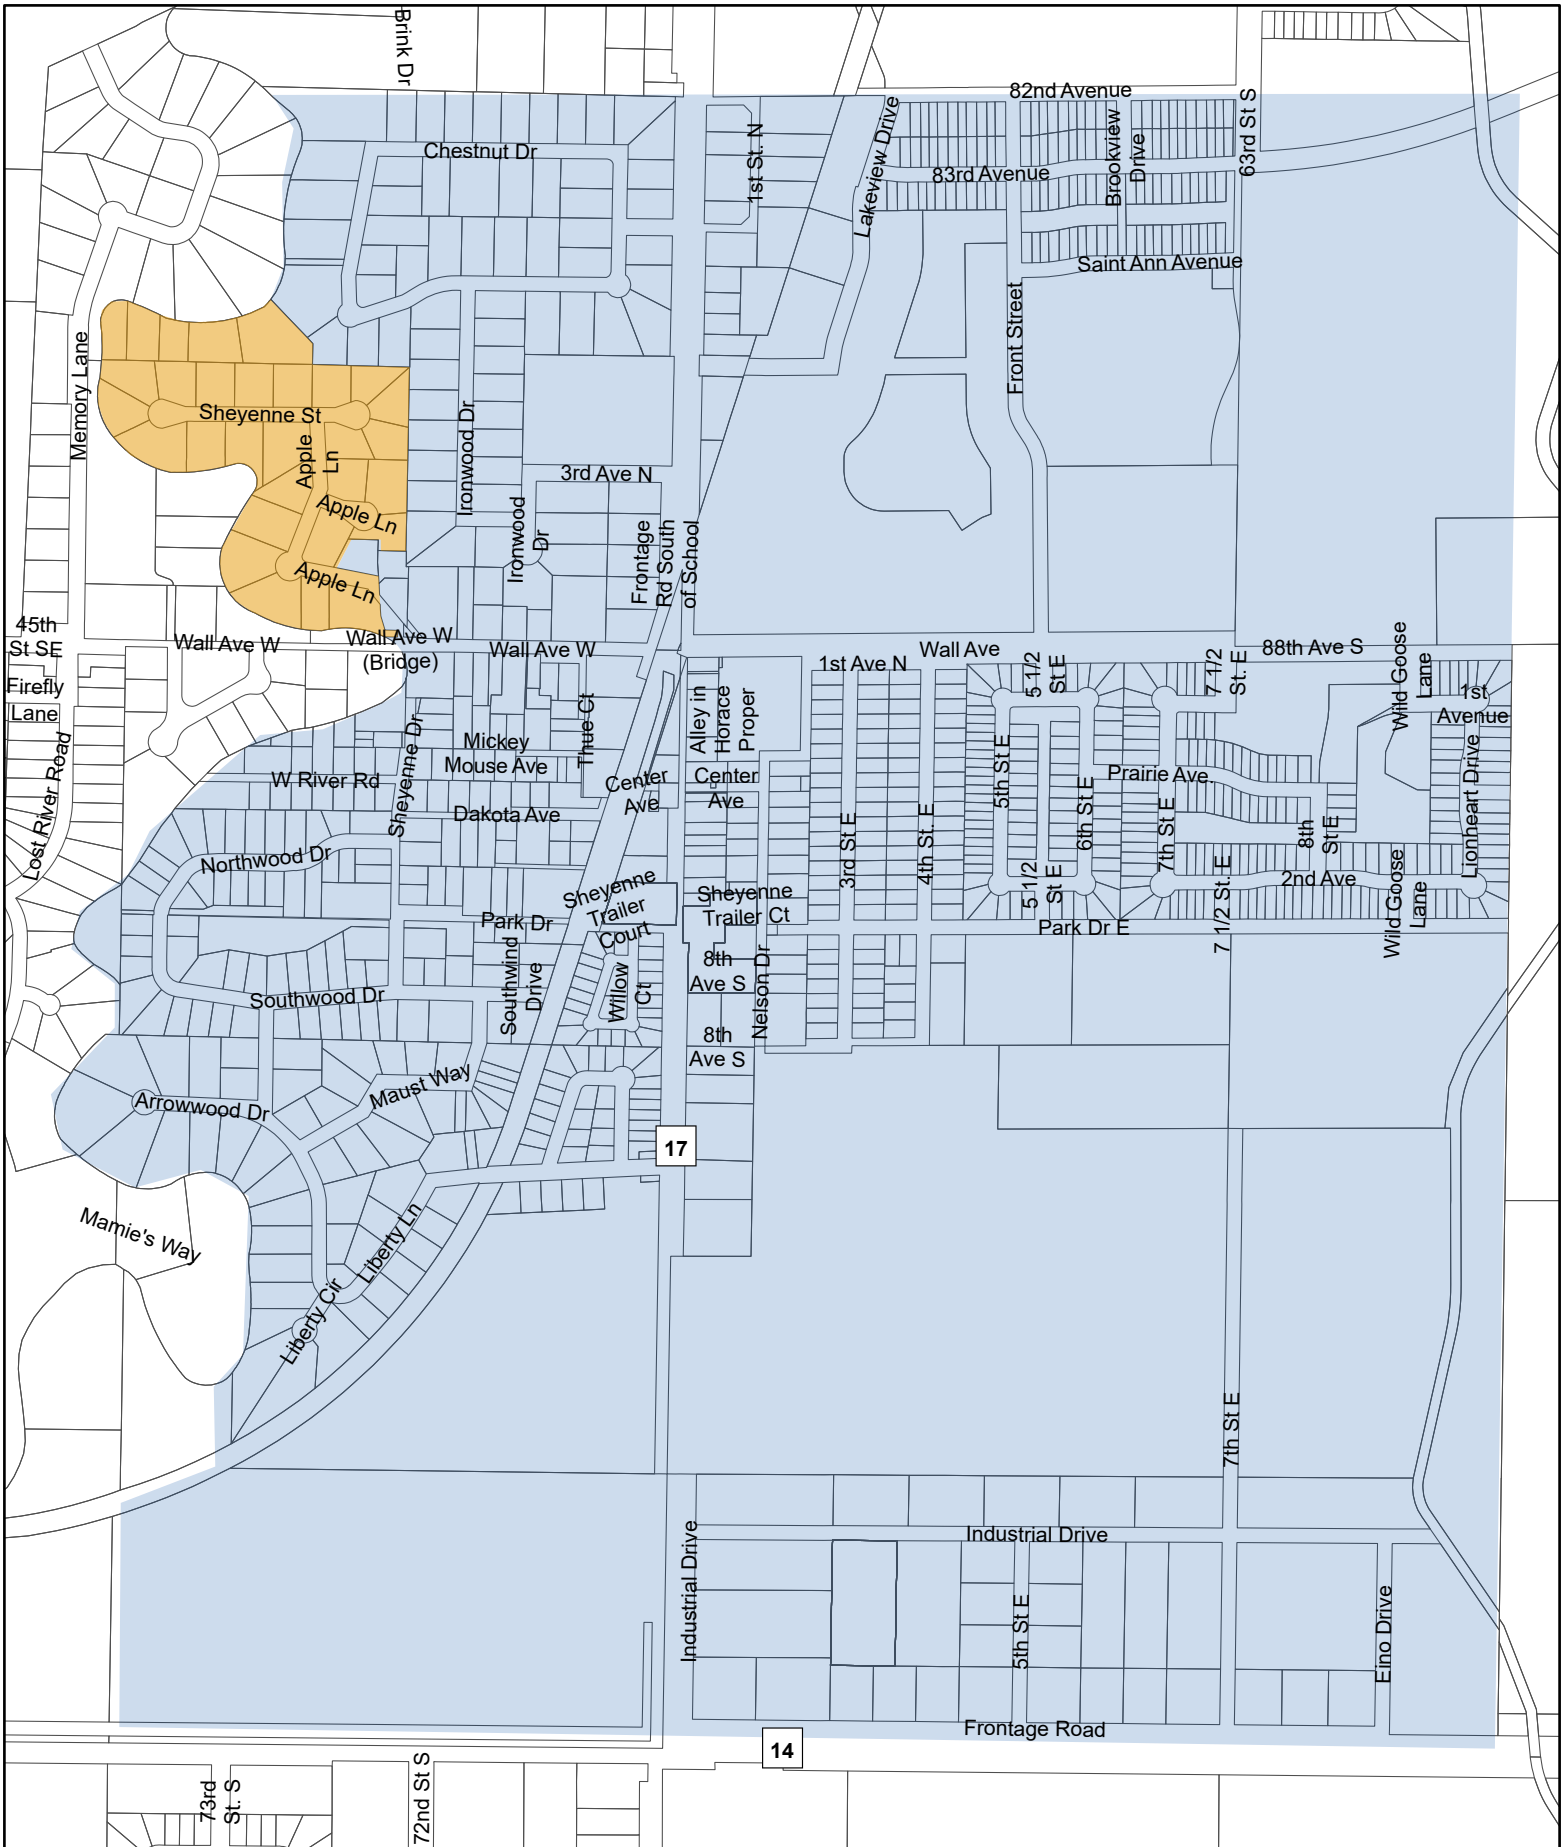 Brink Dr
82nd Avenue
63rd St S
Chestnut Dr
1st St. N
Lakeview Drive
83rd Avenue
Brookview
Drive
Saint Ann Avenue
Front Street
Memory Lane
Sheyenne St
Apple
Ln
Ironwood Dr
3rd Ave N
Apple Ln
Ironwood
Dr
Frontage
Rd South
of School
Apple Ln
45th
St SE
Wall Ave W
Wall Ave W
(Bridge)
Wall Ave W
Wall Ave
1st Ave N
5 1/2
St E
7 1/2
St. E
88th Ave S
Wild Goose
Lane
1st
Avenue
Firefly
Lane
Lost River Road
Sheyenne Dr
Mickey
Mouse Ave
Thue Ct
Alley in
Horace
Proper
W River Rd
Center
Ave
Center
Ave
5th St E
6th St E
Prairie Ave.
7th St E
Lionheart Drive
Dakota Ave
Northwood Dr
3rd St E
4th St. E
8th
St E
Sheyenne
Trailer
Court
Sheyenne
Trailer Ct
5 1/2
St E
7 1/2 St. E
2nd Ave
Wild Goose
Lane
Park Dr
Park Dr E
Southwind
Drive
Willow
Ct
8th
Ave S
Nelson Dr
Southwood Dr
8th
Ave S
Maust Way
Arrowwood Dr
17
Mamie's Way
Liberty Ln
Liberty Cir
7th St E
Industrial Drive
Industrial Drive
5th St E
Eino Drive
Frontage Road
14
73rd
St. S
72nd St S